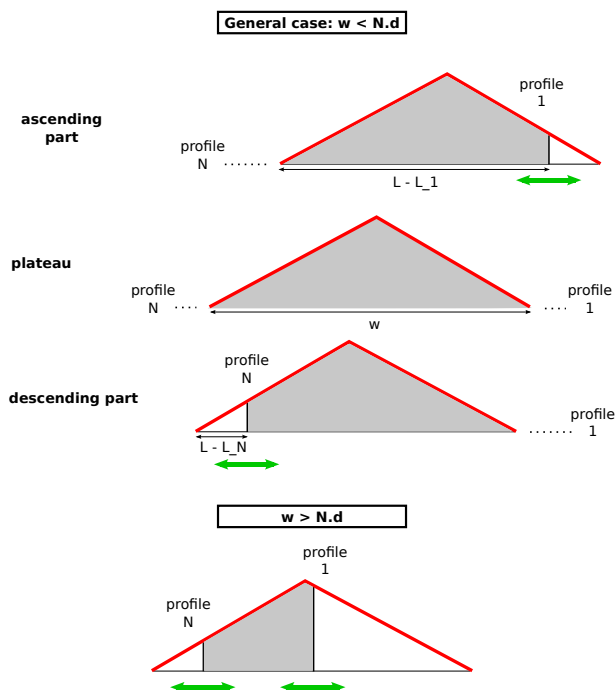 General case: w < N.d
profile
1
ascending
part
profile
N ........
L - L_1
plateau
profile
N ....
.... profile
1
w
profile
N
descending part
profile
........ 1
L - L_N
w > N.d
profile
1
profile
N